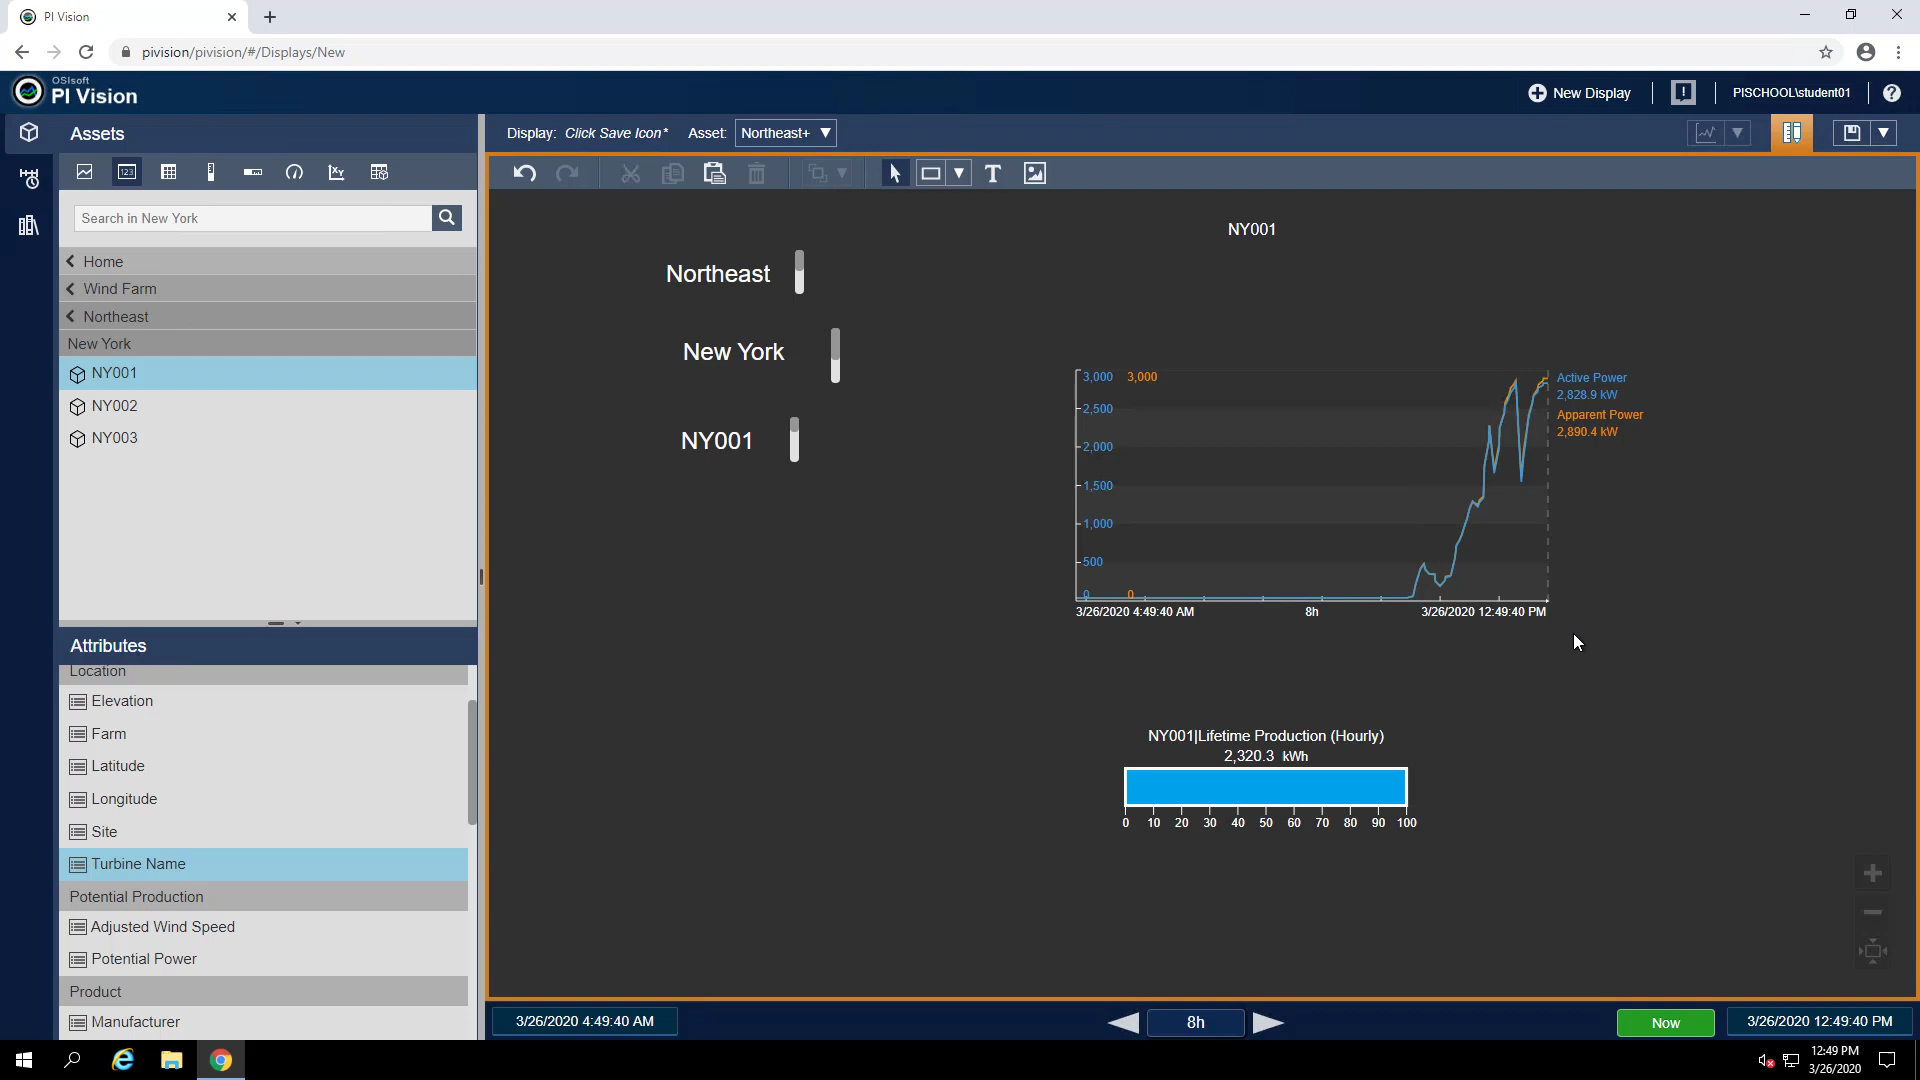 PI Vision
pivision/pivision/#/Displays/New
OSIsoft
PI Vision
New Display
PISCHOOL\student01
Assets
Display: Click Save Icon* Asset: Northeast+
123
XY
T
Search in New York
Home
Wind Farm
Northeast
New York
NY001
NY002
NY003
Attributes
Location
Elevation
Farm
Latitude
Longitude
Site
Turbine Name
Potential Production
Adjusted Wind Speed
Potential Power
Product
Manufacturer
NY001
Northeast
New York
NY001
3,000 3,000
2,500
2,000
1,500
1,000
500
0 0
Active Power
2,828.9 kW
Apparent Power
2,890.4 kW
3/26/2020 4:49:40 AM 8h 3/26/2020 12:49:40 PM
NY001|Lifetime Production (Hourly)
2,320.3 kWh
0 10 20 30 40 50 60 70 80 90 100
3/26/2020 4:49:40 AM 8h Now 3/26/2020 12:49:40 PM
12:49 PM
3/26/2020